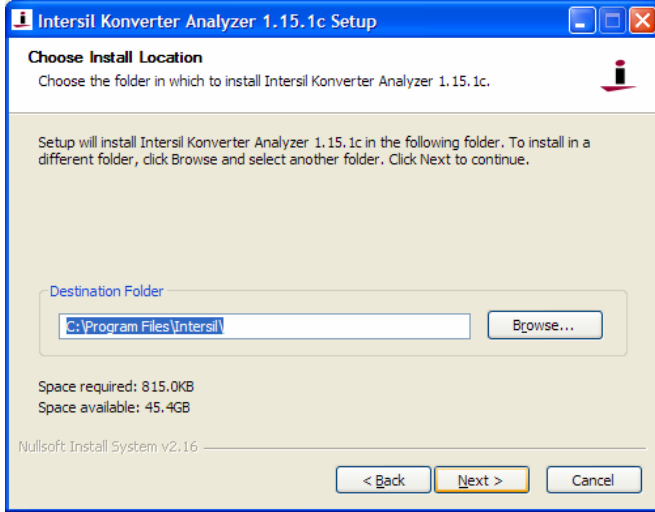 Intersil Konverter Analyzer 1.15.1c Setup
Choose Install Location
Choose the folder in which to install Intersil Konverter Analyzer 1.15.1c.
Setup will install Intersil Konverter Analyzer 1.15.1c in the following folder. To install in a
different folder, click Browse and select another folder. Click Next to continue.
Destination Folder
C:\Program Files\Intersil\
Browse...
Space required: 815.0KB
Space available: 45.4GB
Nullsoft Install System v2.16
< Back
Next >
Cancel